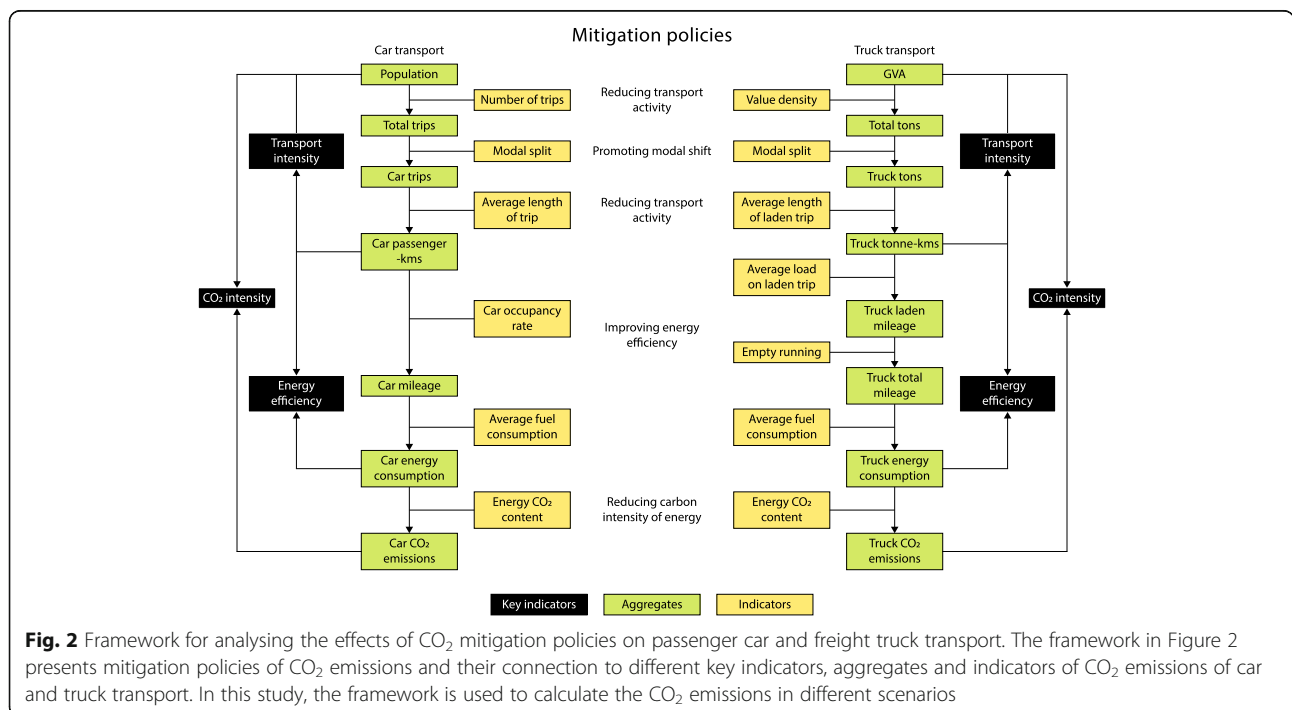 Mitigation policies
Car transport
Truck transport
Population
GVA
Number of trips
Reducing transport
activity
Value density
Total trips
Total tons
Transport
intensity
Modal split
Promoting modal shift
Modal split
Transport
intensity
Car trips
Truck tons
Average length
of trip
Reducing transport
activity
Average length
of laden trip
Car passenger
-kms
Truck tonne-kms
Average load
on laden trip
CO₂ intensity
CO₂ intensity
Car occupancy
rate
Improving energy
efficiency
Truck laden
mileage
Empty running
Energy
efficiency
Car mileage
Truck total
mileage
Energy
efficiency
Average fuel
consumption
Average fuel
consumption
Car energy
consumption
Truck energy
consumption
Energy CO₂
content
Reducing carbon
intensity of energy
Energy CO₂
content
Car CO₂
emissions
Truck CO₂
emissions
Key indicators
Aggregates
Indicators
Fig. 2 Framework for analysing the effects of CO₂ mitigation policies on passenger car and freight truck transport. The framework in Figure 2
presents mitigation policies of CO₂ emissions and their connection to different key indicators, aggregates and indicators of CO₂ emissions of car
and truck transport. In this study, the framework is used to calculate the CO₂ emissions in different scenarios